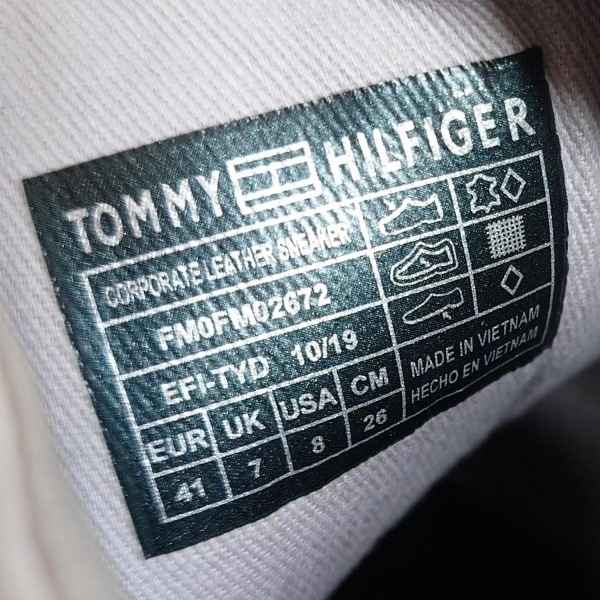 TOMMY HILFIGER
CORPORATE LEATHER SNEAKER
FM0FM02672
EFI-TYD 10/19
EUR UK USA CM
41 7 8 26
MADE IN VIETNAM
HECHO EN VIETNAM